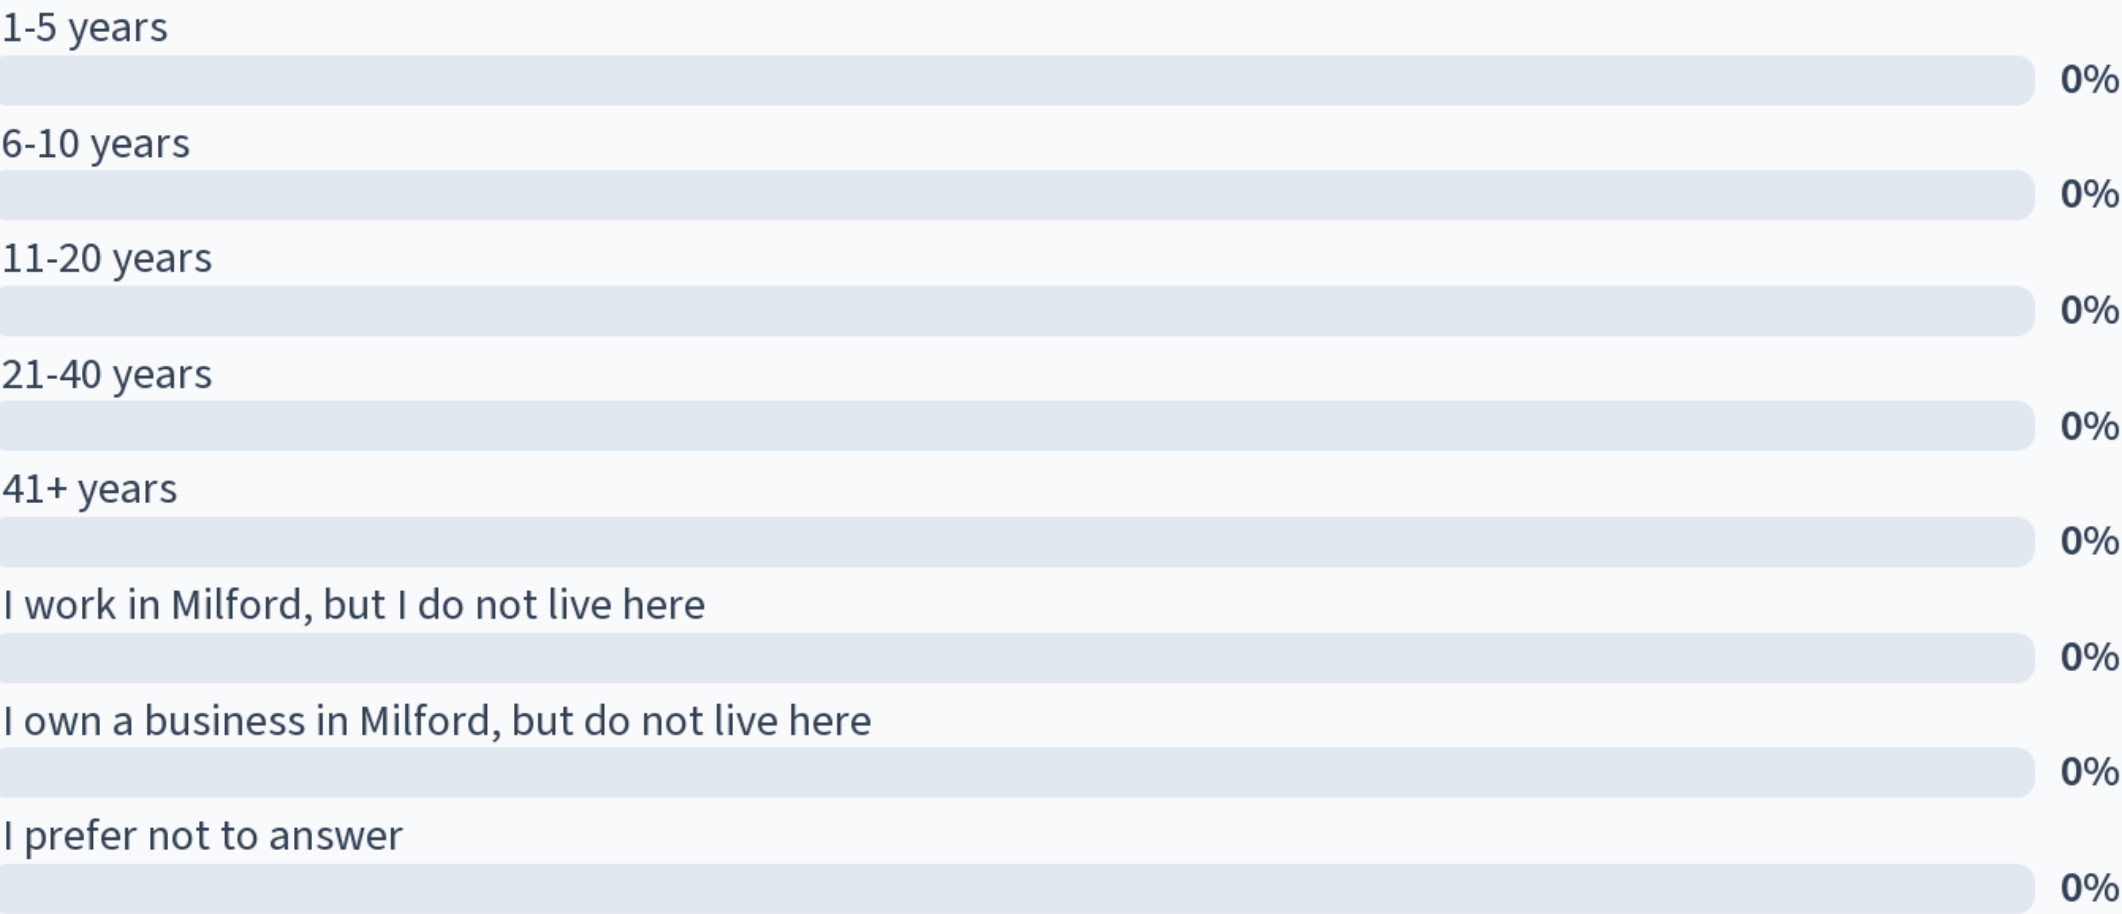 1-5 years
0%
6-10 years
0%
11-20 years
0%
21-40 years
0%
41+ years
0%
I work in Milford, but I do not live here
0%
I own a business in Milford, but do not live here
0%
I prefer not to answer
0%